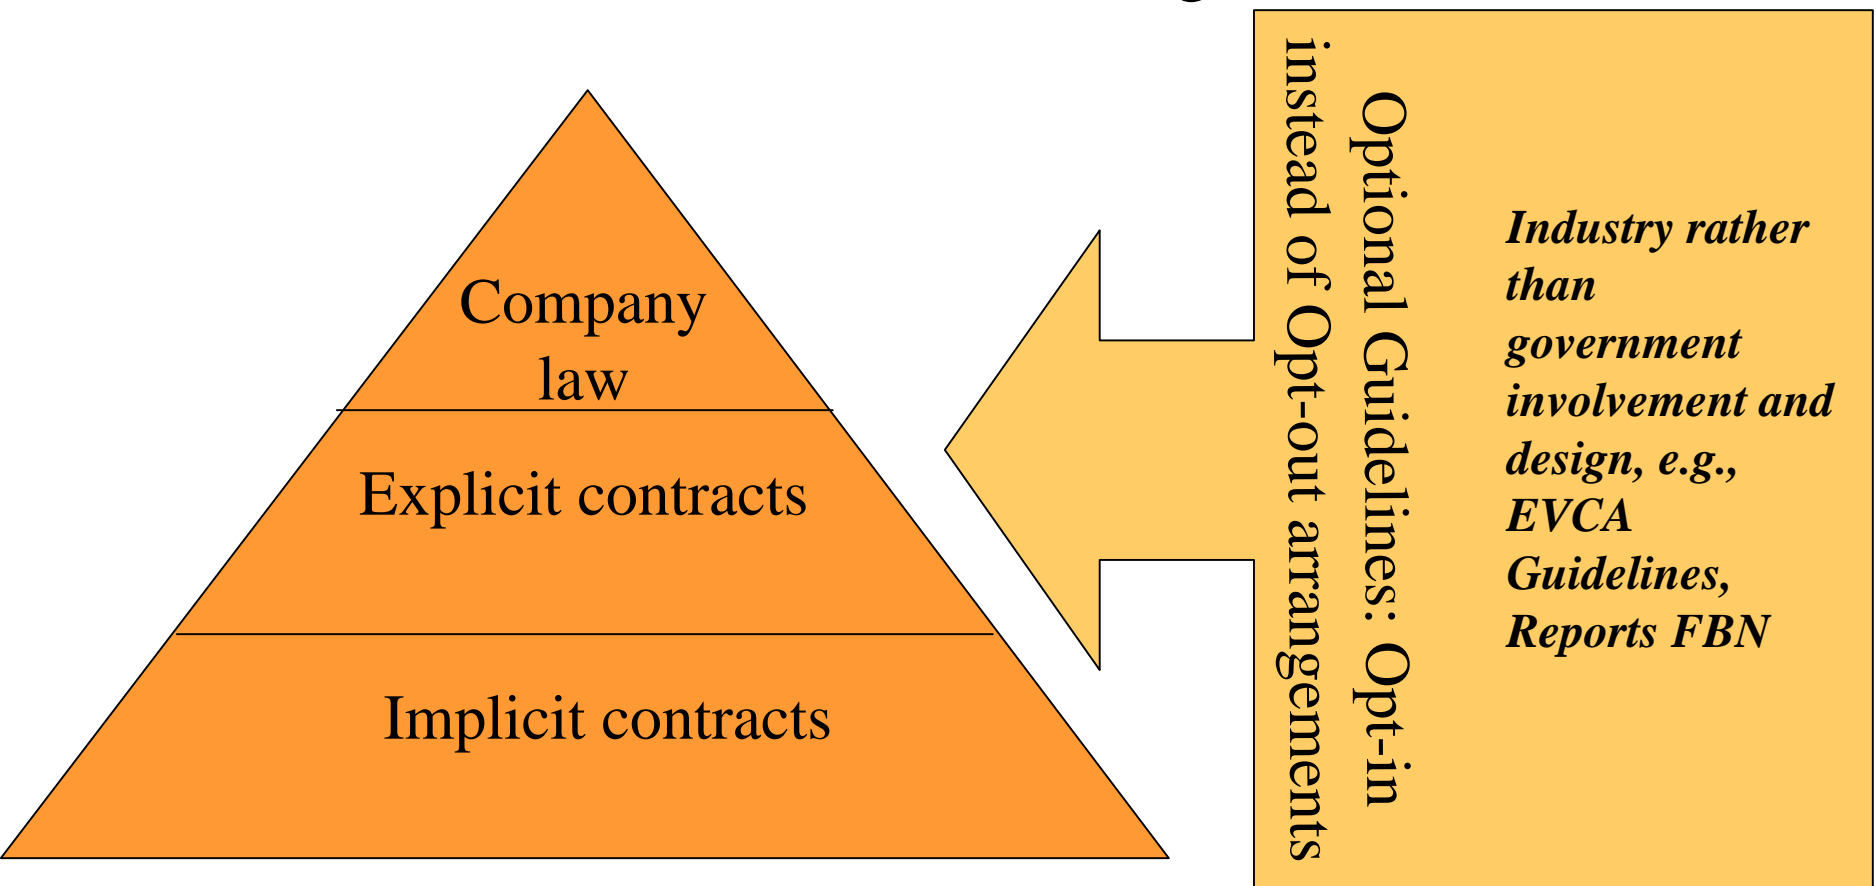 Company
law
Explicit contracts
Implicit contracts
Optional Guidelines: Opt-in
instead of Opt-out arrangements
Industry rather
than
government
involvement and
design, e.g.,
EVCA
Guidelines,
Reports FBN